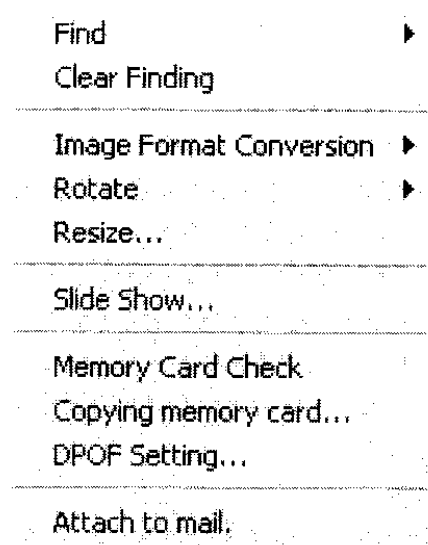 Find
Clear Finding
Image Format Conversion
Rotate
Resize...
Slide Show...
Memory Card Check
Copying memory card...
DPOF Setting...
Attach to mail.